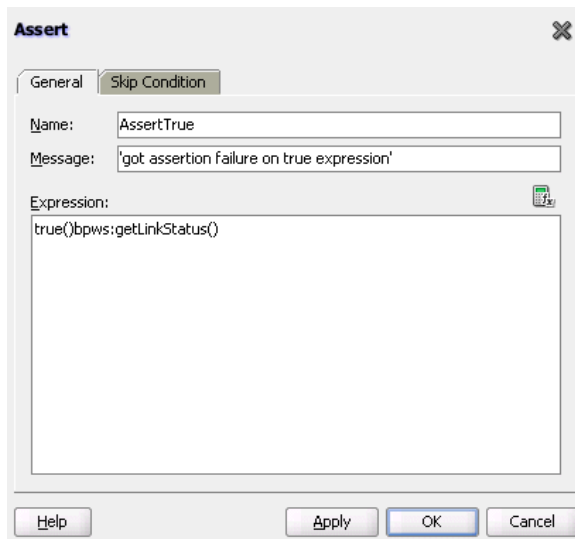 Assert
General Skip Condition
Name: AssertTrue
Message: 'got assertion failure on true expression'
Expression:
true()bpws:getLinkStatus()
Help Apply OK Cancel